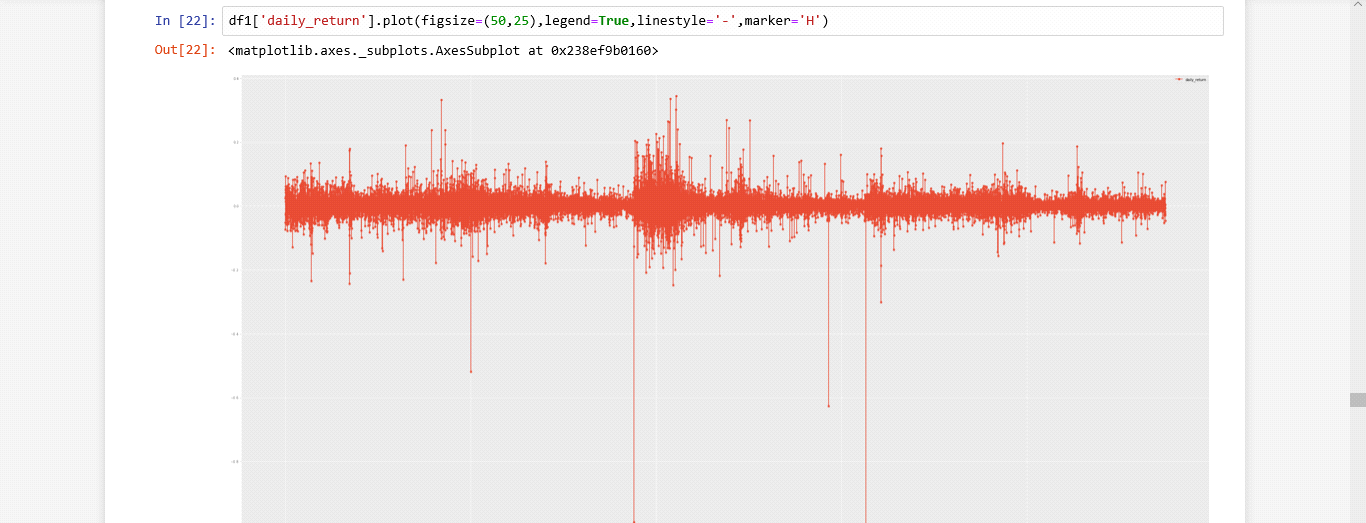 In [22]: df1['daily_return'].plot(figsize=(50,25),legend=True,linestyle='-',marker='H')
Out[22]: <matplotlib.axes._subplots.AxesSubplot at 0x238ef9b0160>
daily_return